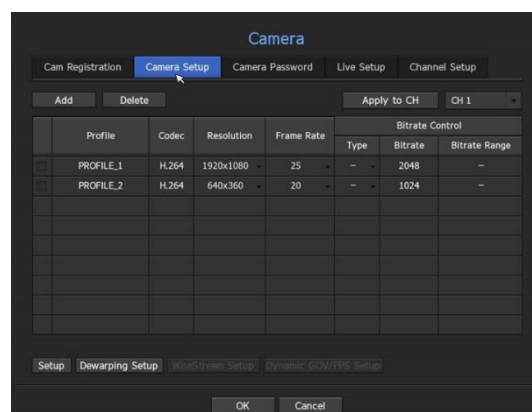 Camera
Cam Registration Camera Setup Camera Password Live Setup Channel Setup
Add Delete Apply to CH CH 1
Profile Codec Resolution Frame Rate Bitrate Control
Type Bitrate Bitrate Range
PROFILE_1 H.264 1920x1080 25 - 2048 -
PROFILE_2 H.264 640x360 20 - 1024 -
Setup Dewarping Setup WiseStream Setup Dynamic GOV/FPS Setup
OK Cancel